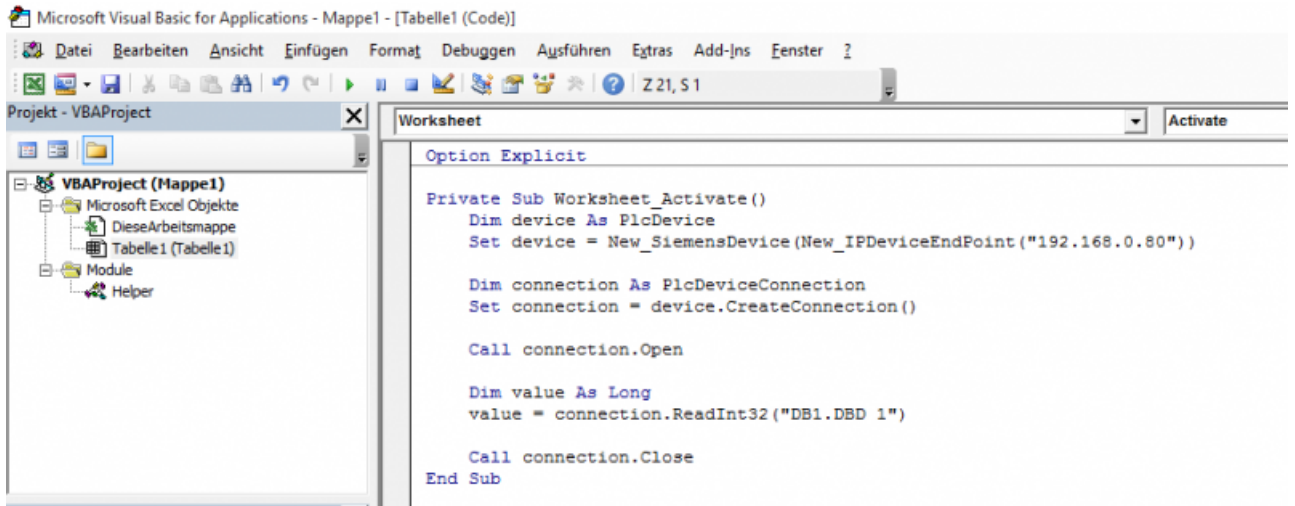 Microsoft Visual Basic for Applications - Mappe1 - [Tabelle1 (Code)]
Datei Bearbeiten Ansicht Einfügen Format Debuggen Ausführen Extras Add-Ins Fenster ?
Z 21, S 1
Projekt - VBAProject
VBAProject (Mappe1)
Microsoft Excel Objekte
DieseArbeitsmappe
Tabelle1 (Tabelle1)
Module
Helper
Worksheet Activate
Option Explicit
Private Sub Worksheet_Activate()
Dim device As PlcDevice
Set device = New_SiemensDevice(New_IPDeviceEndPoint("192.168.0.80"))
Dim connection As PlcDeviceConnection
Set connection = device.CreateConnection()
Call connection.Open
Dim value As Long
value = connection.ReadInt32("DB1.DBD 1")
Call connection.Close
End Sub